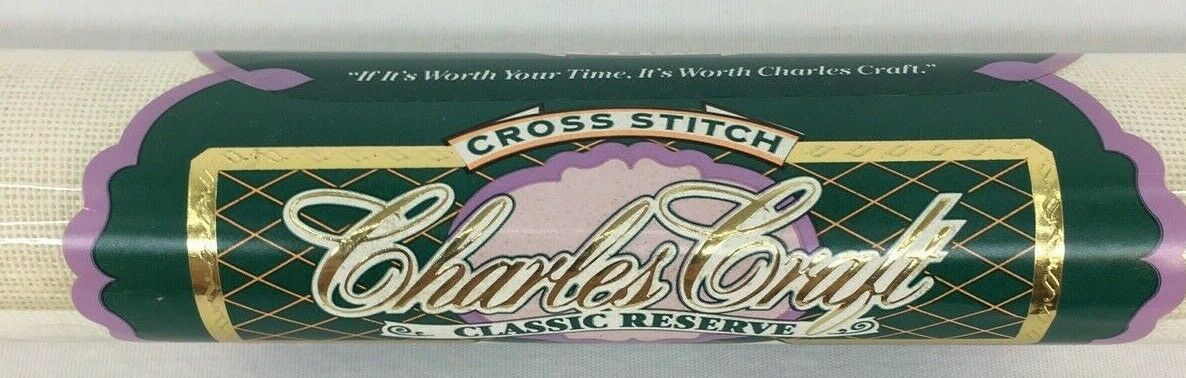 "If It's Worth Your Time, It's Worth Charles Craft."
CROSS STITCH
Charles Craft
CLASSIC RESERVE